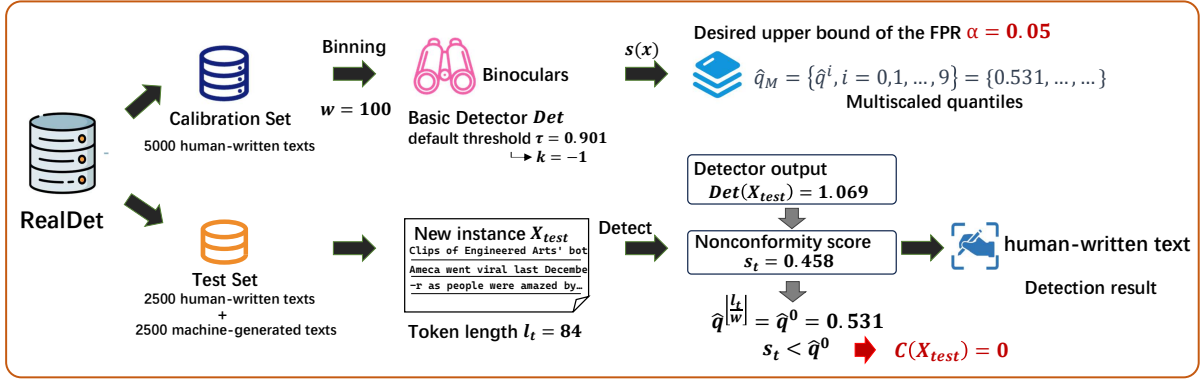 RealDet
Calibration Set
5000 human-written texts
Binning
w = 100
Binoculars
Basic Detector Det
default threshold τ = 0.901
↳ k = −1
s(x)
Desired upper bound of the FPR α = 0.05
q̂_M = {q̂^i, i = 0,1, …, 9} = {0.531, …, …}
Multiscaled quantiles
Test Set
2500 human-written texts
+
2500 machine-generated texts
New instance X_test
Clips of Engineered Arts' bot
Ameca went viral last Decembe
-r as people were amazed by…
Token length l_t = 84
Detect
Detector output
Det(X_test) = 1.069
Nonconformity score
s_t = 0.458
q̂^⌊l_t/w⌋ = q̂^0 = 0.531
s_t < q̂^0
C(X_test) = 0
human-written text
Detection result